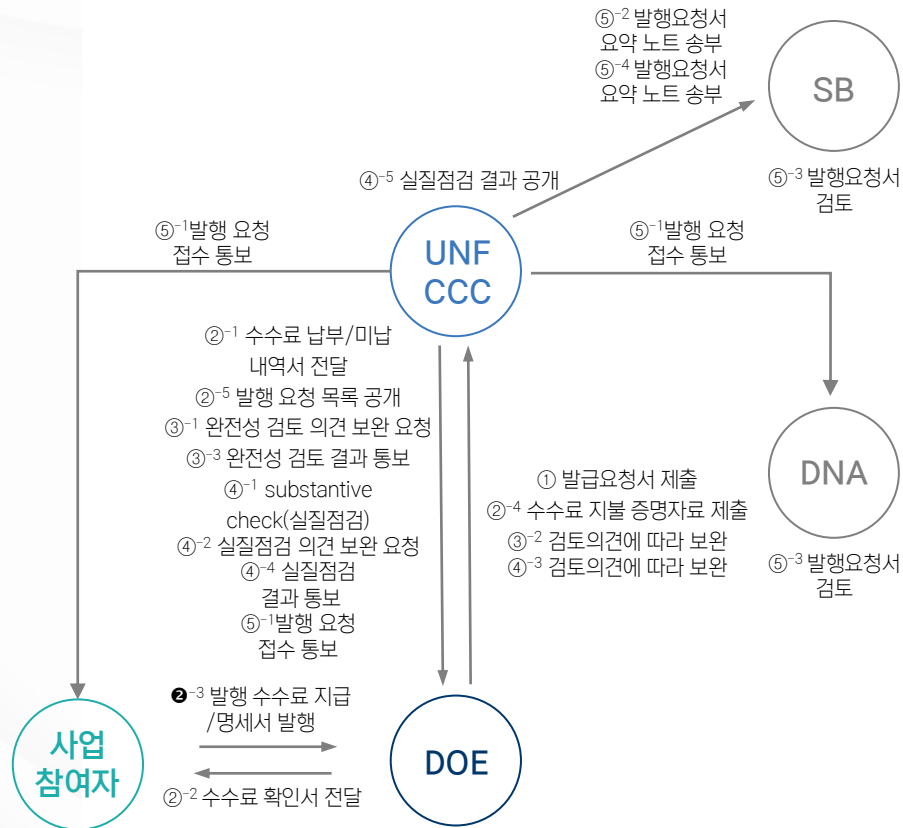 ⑤⁻² 발행요청서
요약 노트 송부
⑤⁻⁴ 발행요청서
요약 노트 송부
SB
⑤⁻³ 발행요청서
검토
④⁻⁵ 실질점검 결과 공개
⑤⁻¹발행 요청
접수 통보
UNF
CCC
⑤⁻¹발행 요청
접수 통보
②⁻¹ 수수료 납부/미납
내역서 전달
②⁻⁵ 발행 요청 목록 공개
③⁻¹ 완전성 검토 의견 보완 요청
③⁻³ 완전성 검토 결과 통보
④⁻¹ substantive
check(실질점검)
④⁻² 실질점검 의견 보완 요청
④⁻⁴ 실질점검
결과 통보
⑤⁻¹발행 요청
접수 통보
① 발급요청서 제출
②⁻⁴ 수수료 지불 증명자료 제출
③⁻² 검토의견에 따라 보완
④⁻³ 검토의견에 따라 보완
DNA
⑤⁻³ 발행요청서
검토
사업
참여자
❷⁻³ 발행 수수료 지급
/명세서 발행
②⁻² 수수료 확인서 전달
DOE